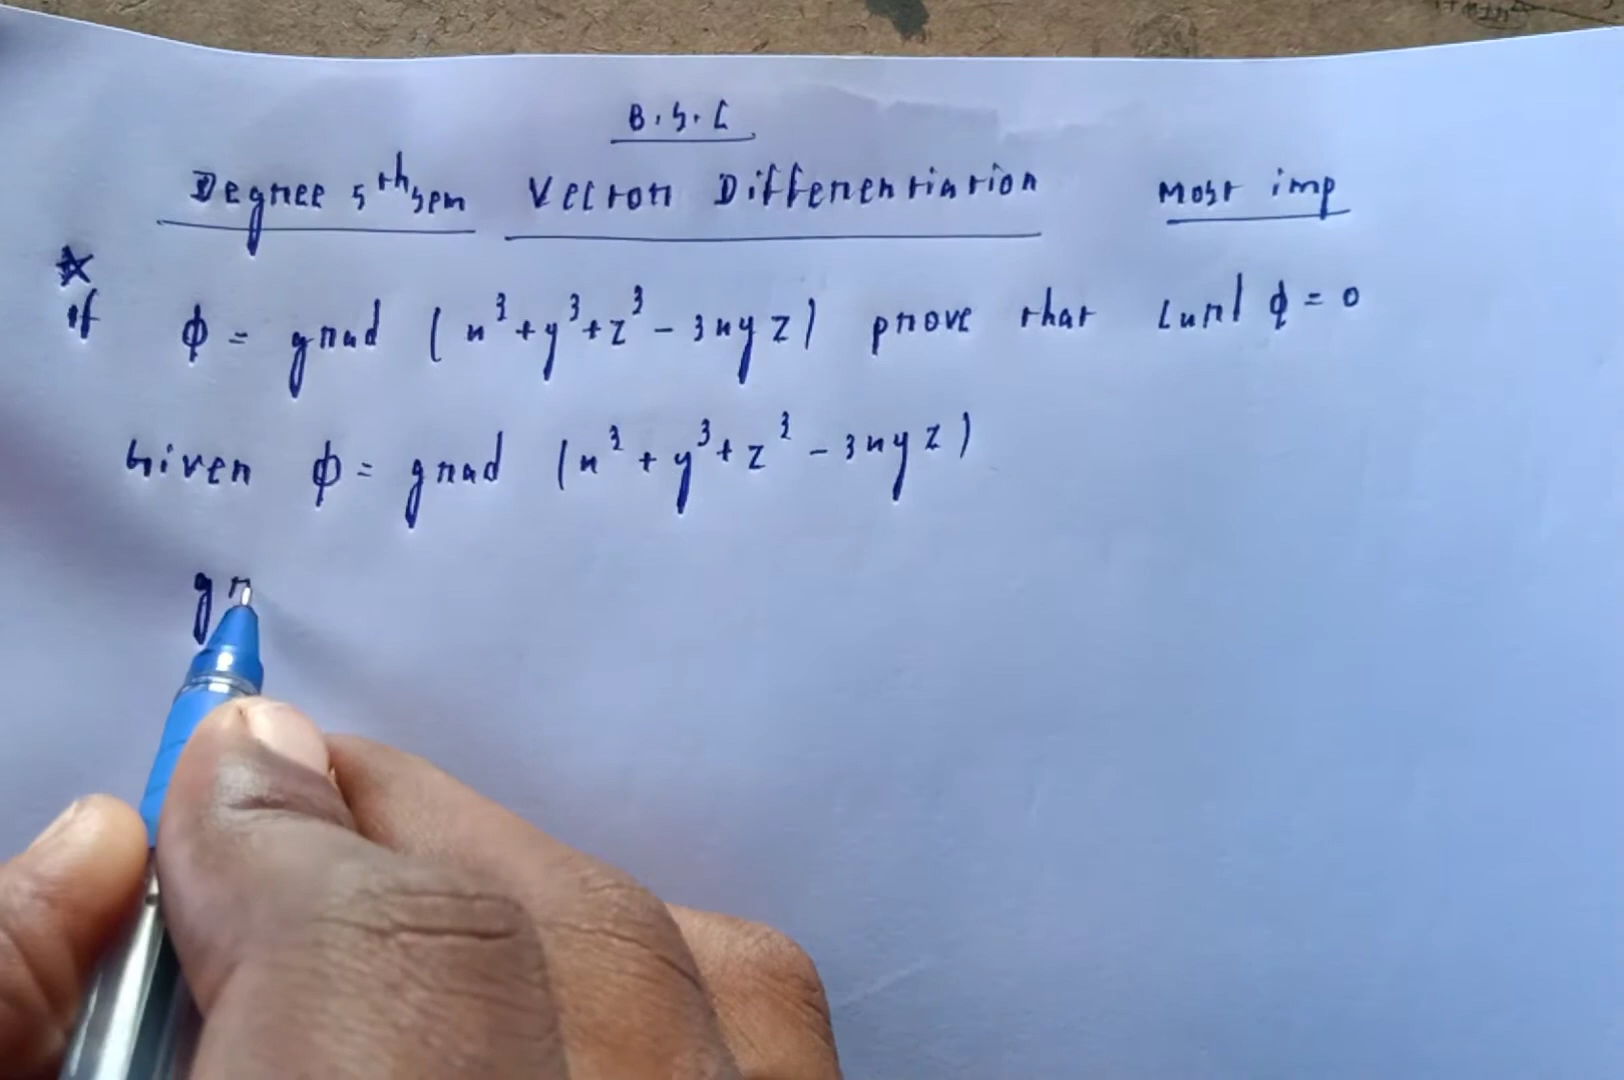 B.S.C
Degree 5th sem Vector Differentiation Most imp
If ϕ = grad (x³+y³+z³-3xyz) prove that curl ϕ = 0
Given ϕ = grad (x³+y³+z³-3xyz)
gr